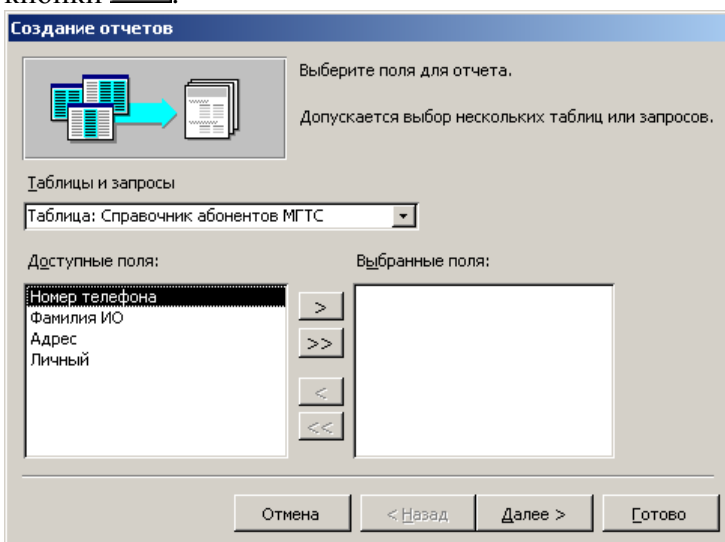 кнопки .
Создание отчетов
Выберите поля для отчета.
Допускается выбор нескольких таблиц или запросов.
Таблицы и запросы
Таблица: Справочник абонентов МГТС
Доступные поля:
Выбранные поля:
Номер телефона
Фамилия ИО
Адрес
Личный
>
>>
<
<<
Отмена
< Назад
Далее >
Готово